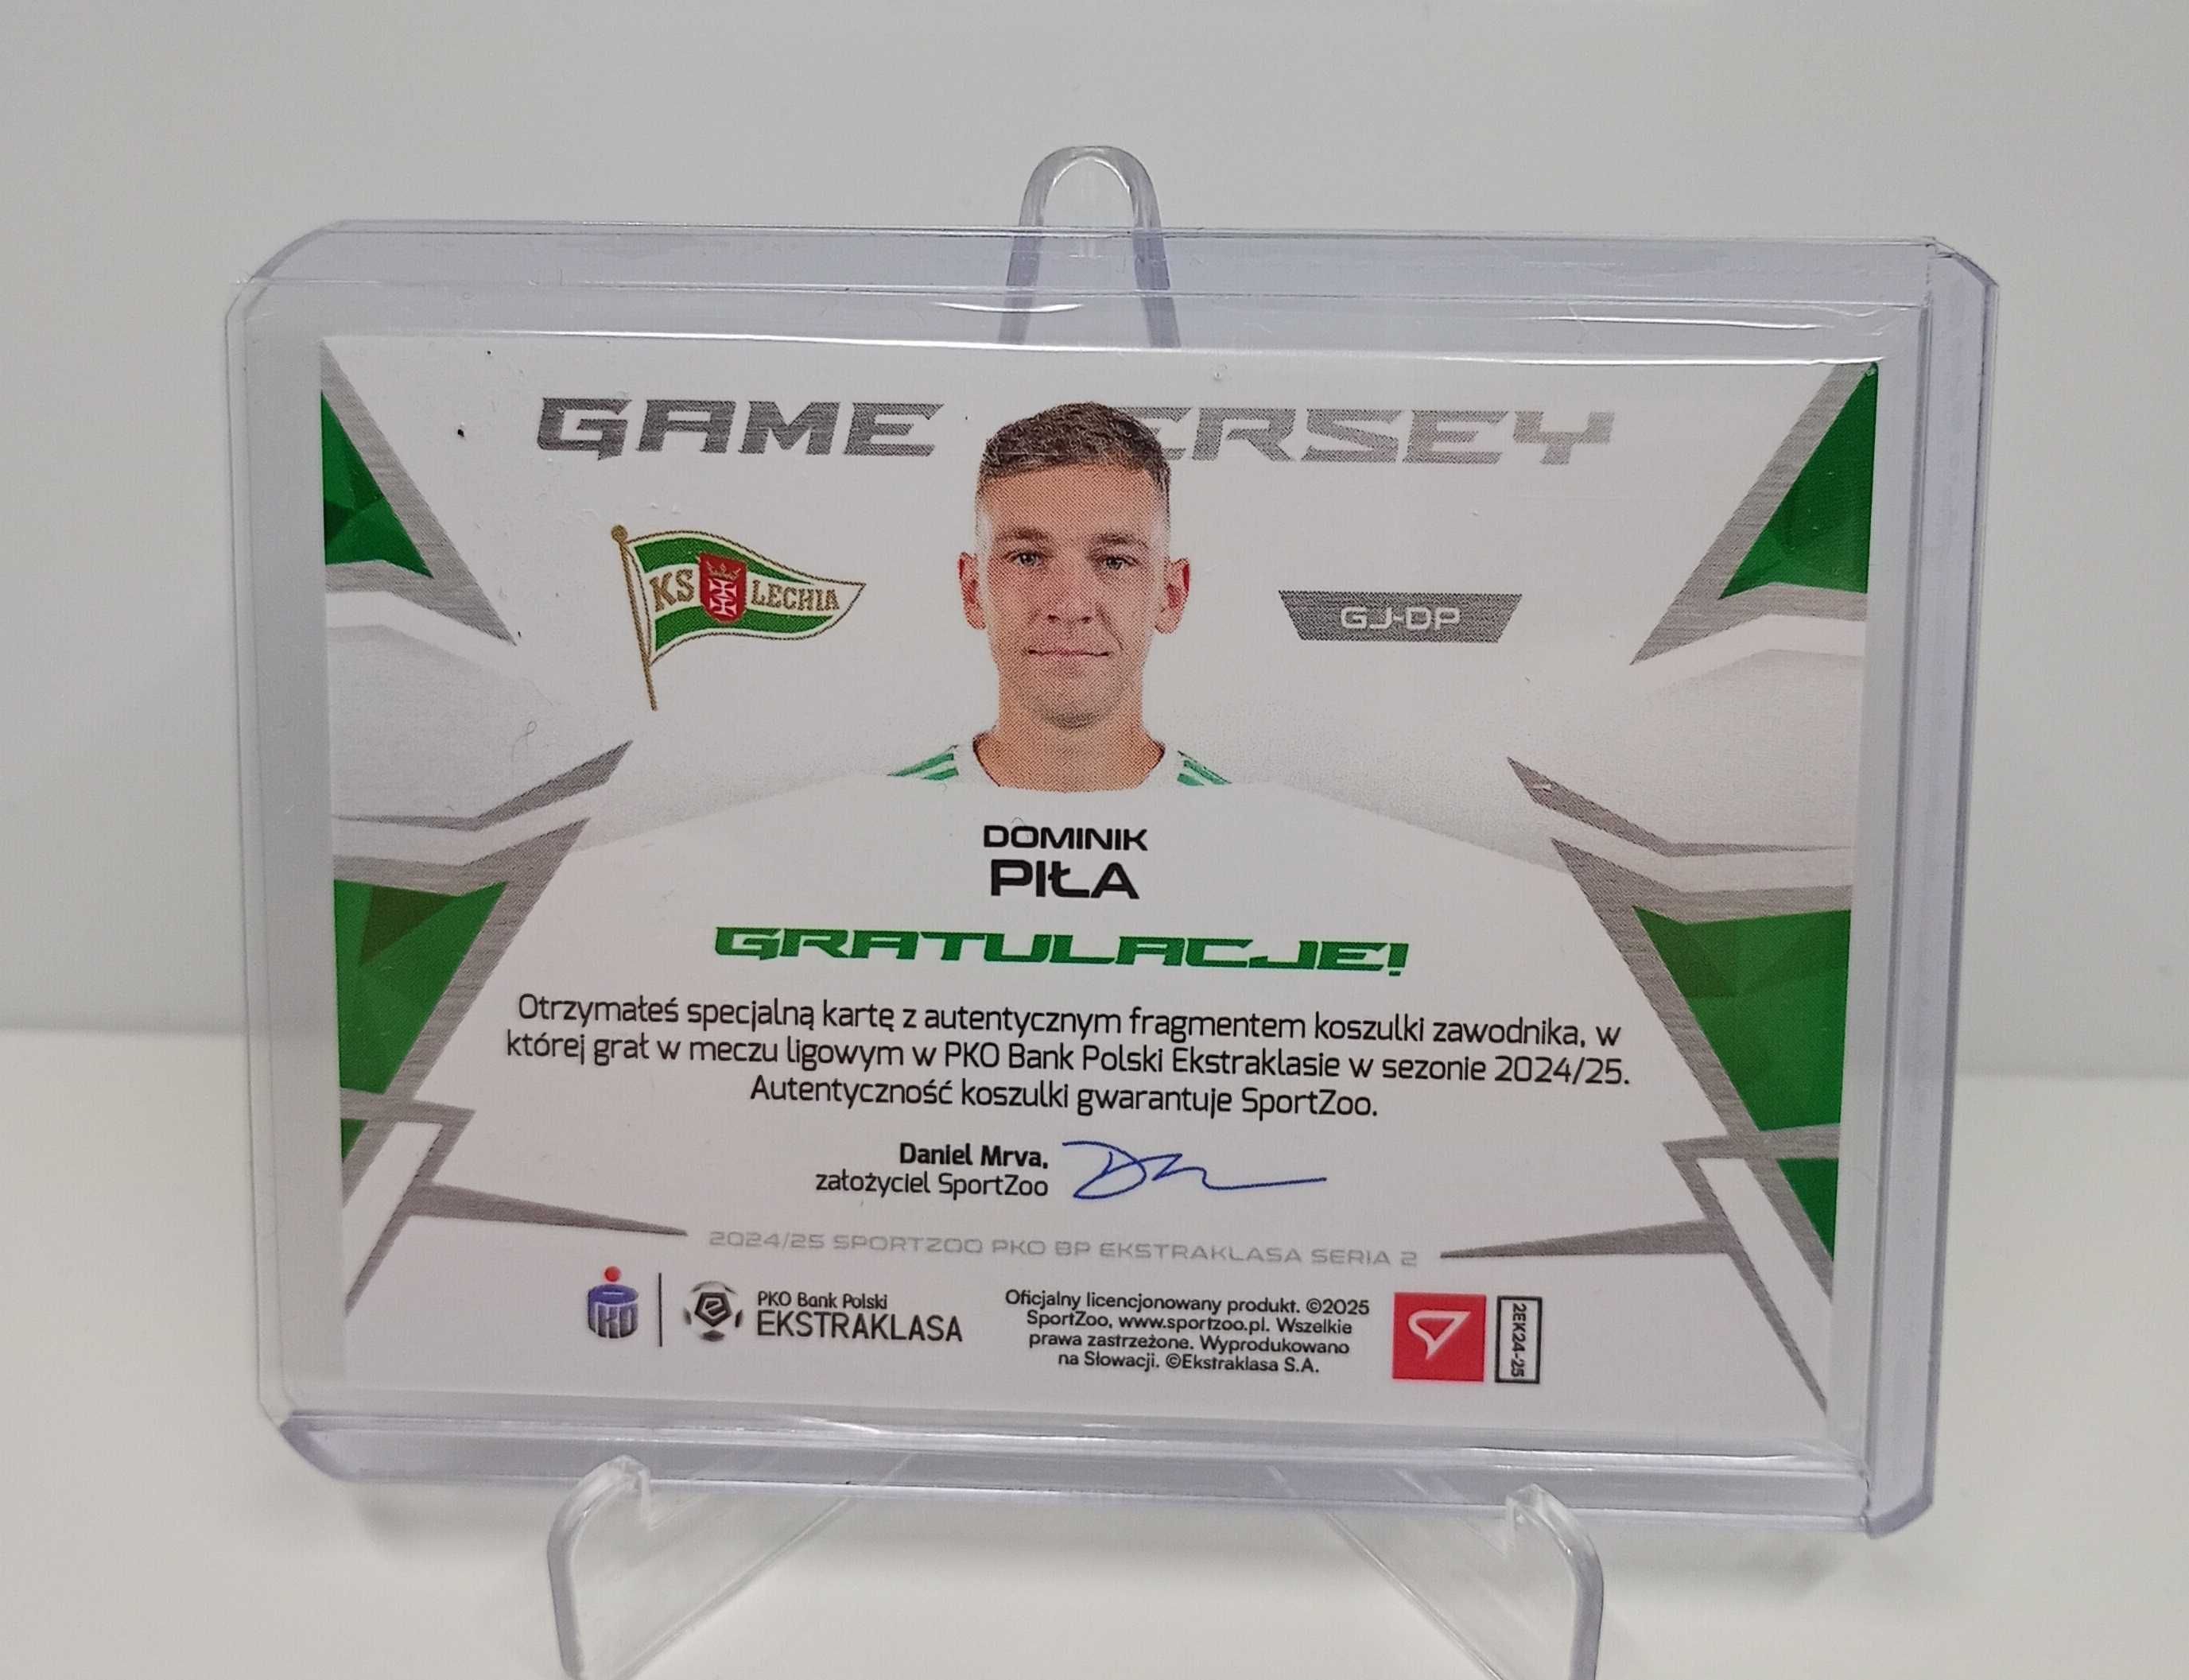 GAME JERSEY
KS LECHIA
GJ-DP
DOMINIK
PIŁA
GRATULACJE!
Otrzymałeś specjalną kartę z autentycznym fragmentem koszulki zawodnika, w
której grał w meczu ligowym w PKO Bank Polski Ekstraklasie w sezonie 2024/25.
Autentyczność koszulki gwarantuje SportZoo.
Daniel Mrva,
założyciel SportZoo
2024/25 SPORTZOO PKO BP EKSTRAKLASA SERIA 2
PKO
PKO Bank Polski
EKSTRAKLASA
Oficjalny licencjonowany produkt. ©2025
SportZoo, www.sportzoo.pl. Wszelkie
prawa zastrzeżone. Wyprodukowano
na Słowacji. ©Ekstraklasa S.A.
2EK24-25